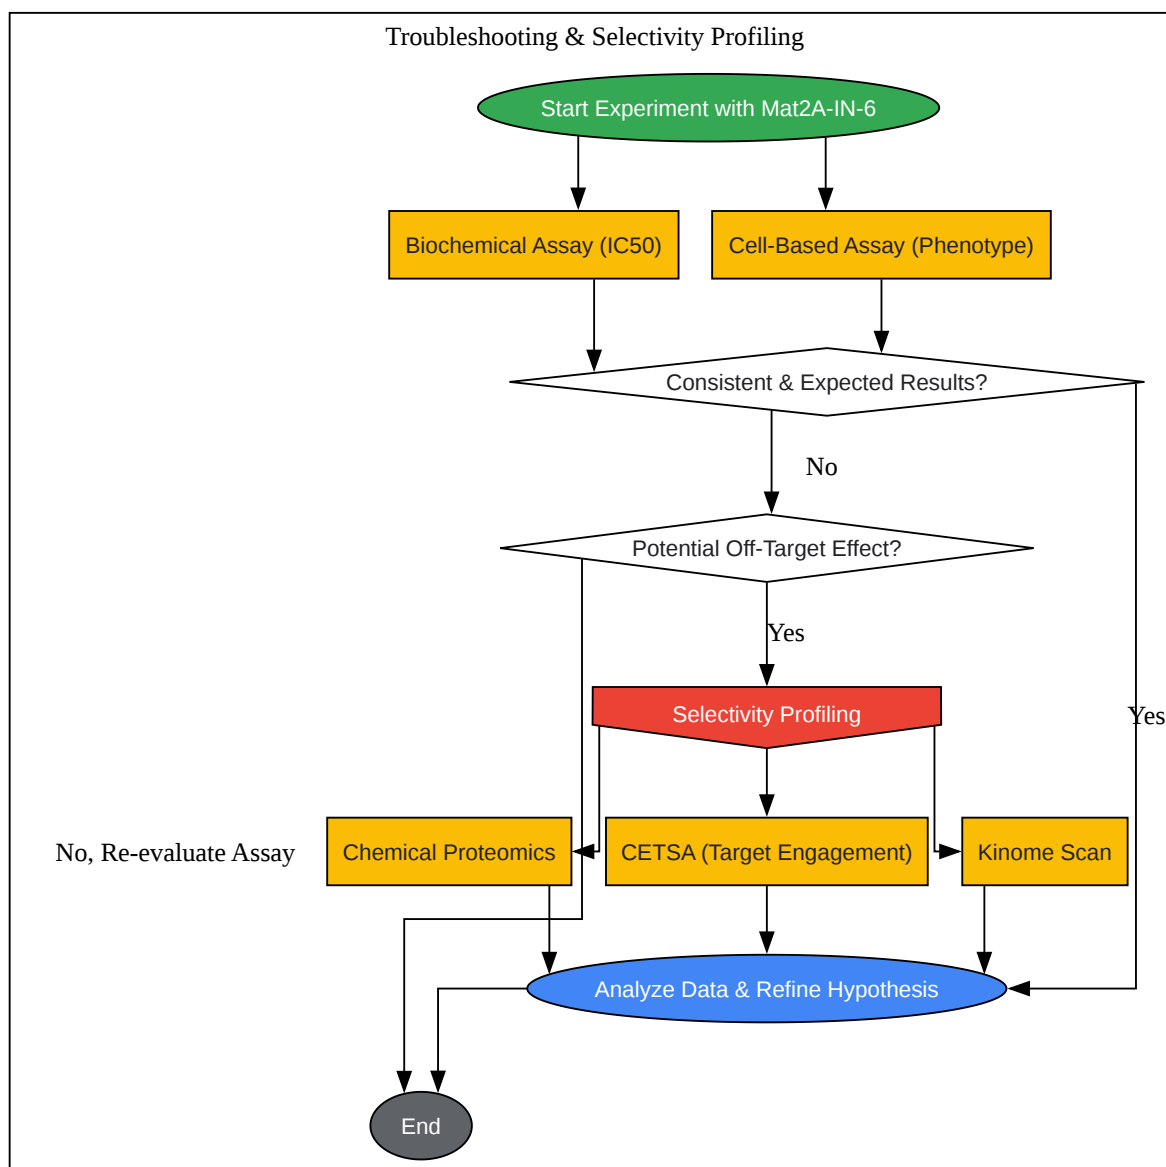 Troubleshooting & Selectivity Profiling
Start Experiment with Mat2A-IN-6
Biochemical Assay (IC50)
Cell-Based Assay (Phenotype)
Consistent & Expected Results?
No
Potential Off-Target Effect?
Yes
Selectivity Profiling
Yes
No, Re-evaluate Assay
Chemical Proteomics
CETSA (Target Engagement)
Kinome Scan
Analyze Data & Refine Hypothesis
End